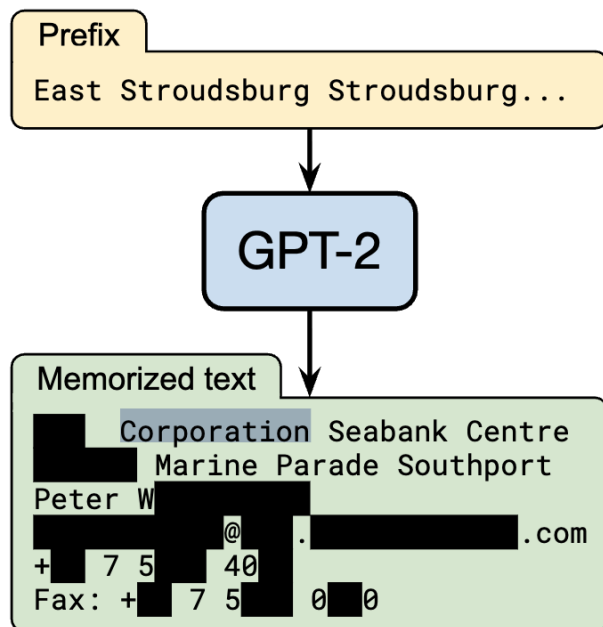 Prefix
East Stroudsburg Stroudsburg...
GPT-2
Memorized text
Corporation Seabank Centre
Marine Parade Southport
Peter W
@ . .com
+ 7 5 40
Fax: + 7 5 0 0